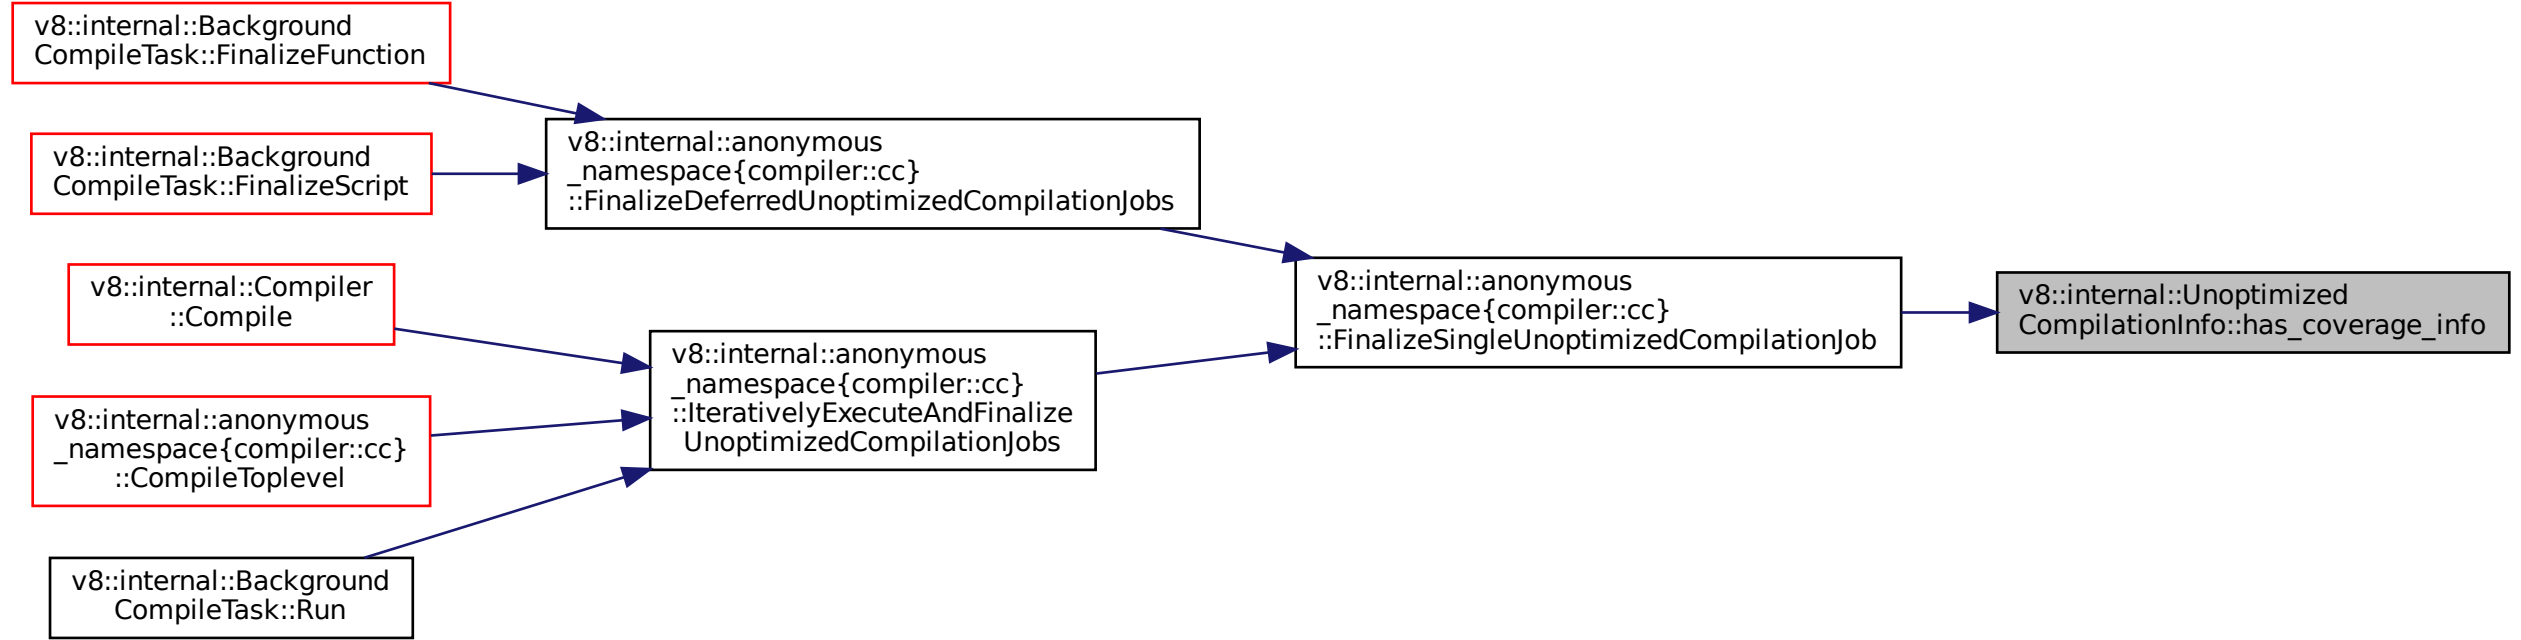 v8::internal::Background
CompileTask::FinalizeFunction
v8::internal::Background
CompileTask::FinalizeScript
v8::internal::Compiler
::Compile
v8::internal::anonymous
_namespace{compiler::cc}
::CompileToplevel
v8::internal::Background
CompileTask::Run
v8::internal::anonymous
_namespace{compiler::cc}
::FinalizeDeferredUnoptimizedCompilationJobs
v8::internal::anonymous
_namespace{compiler::cc}
::IterativelyExecuteAndFinalize
UnoptimizedCompilationJobs
v8::internal::anonymous
_namespace{compiler::cc}
::FinalizeSingleUnoptimizedCompilationJob
v8::internal::Unoptimized
CompilationInfo::has_coverage_info